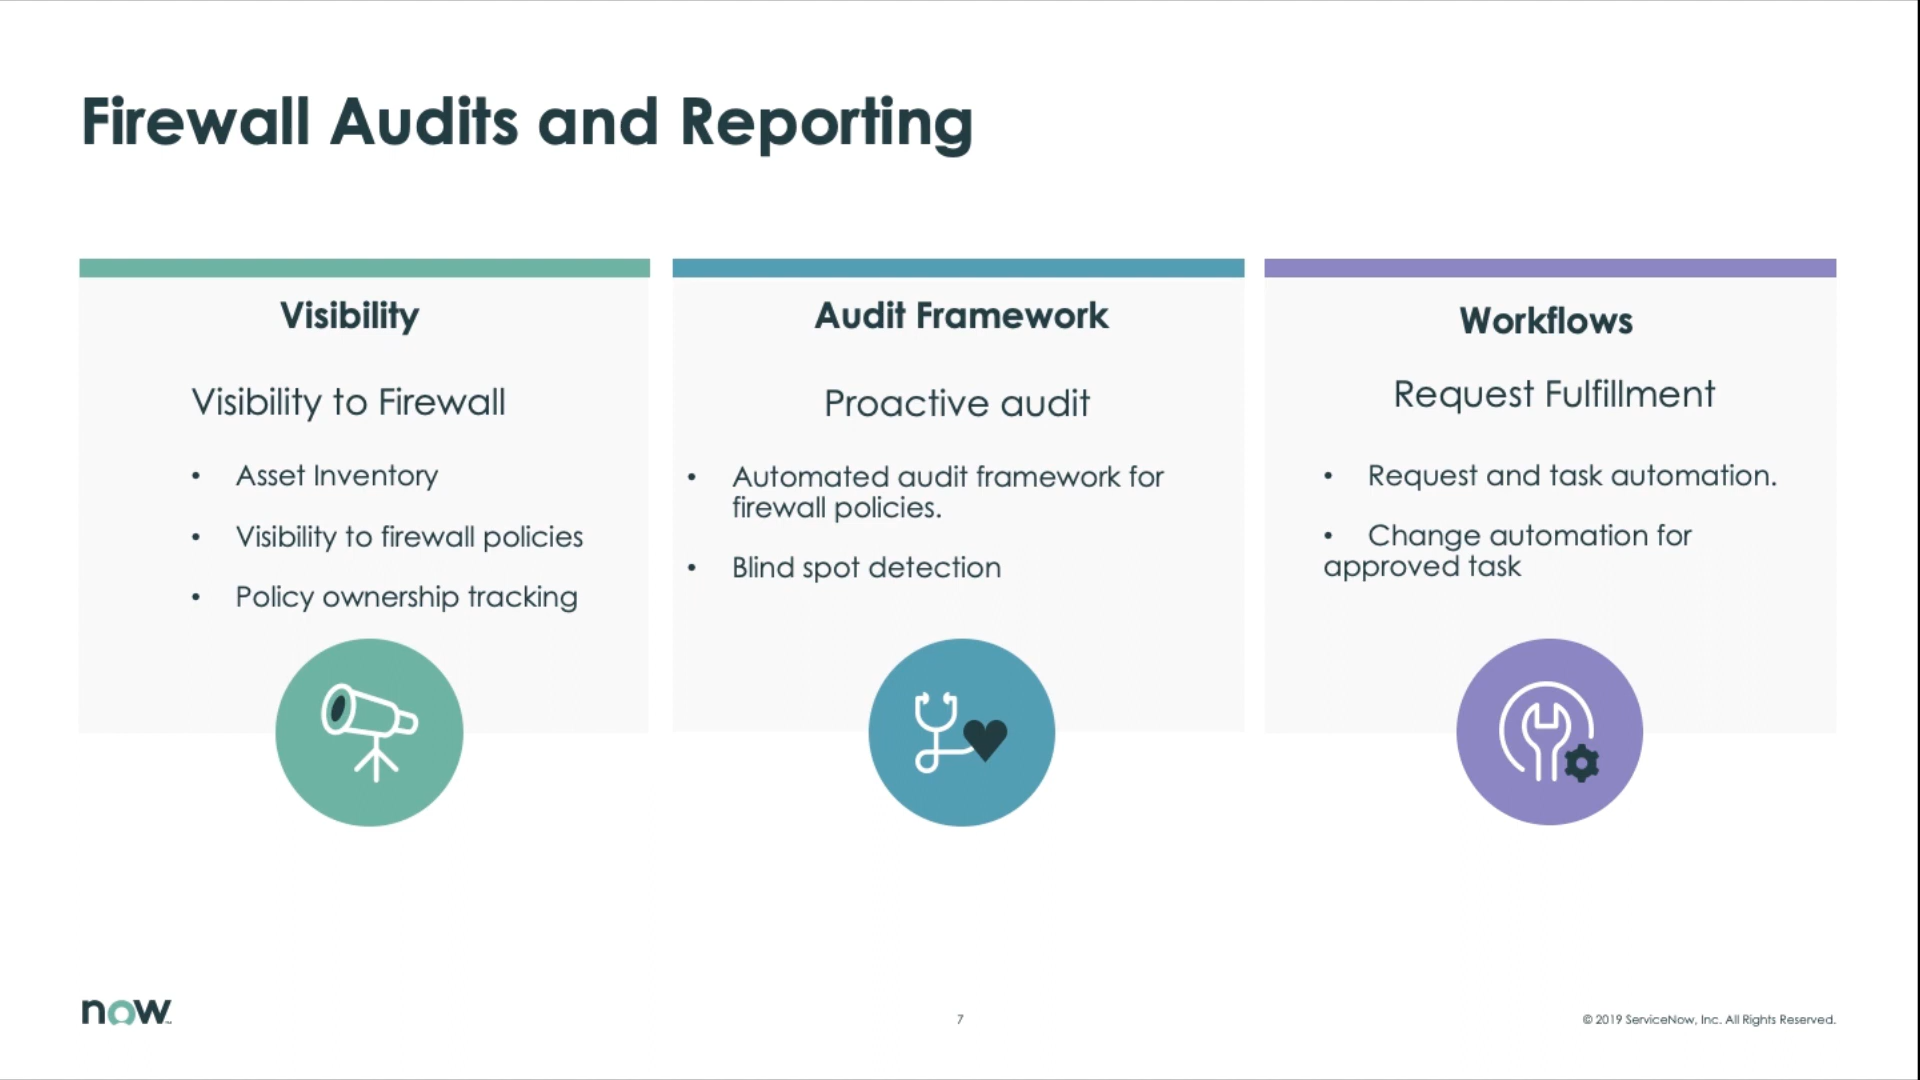 Firewall Audits and Reporting
Visibility
Visibility to Firewall
• Asset Inventory
• Visibility to firewall policies
• Policy ownership tracking
Audit Framework
Proactive audit
• Automated audit framework for
firewall policies.
• Blind spot detection
Workflows
Request Fulfillment
• Request and task automation.
• Change automation for
approved task
now
7
© 2019 ServiceNow, Inc. All Rights Reserved.